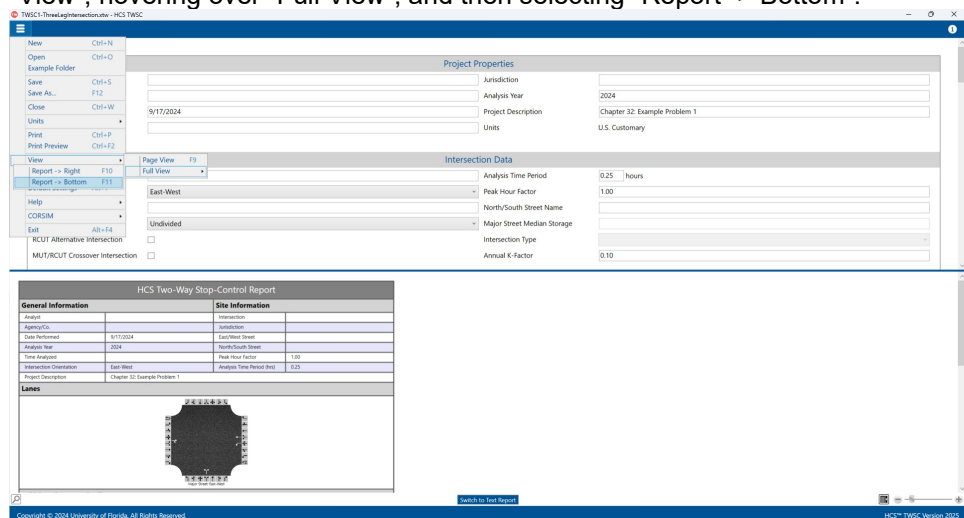 View", hovering over "Full View", and then selecting "Report -> Bottom".
TWSC1-ThreeLegIntersection.xtw - HCS TWSC
New Ctrl+N
Open Ctrl+O
Example Folder
Save Ctrl+S
Save As... F12
Close Ctrl+W
Units
Print Ctrl+P
Print Preview Ctrl+F2
View
Page View F9
Full View
Report -> Right F10
Report -> Bottom F11
Help
CORSIM
Exit Alt+F4
RCUT Alternative Intersection
MUT/RCUT Crossover Intersection
Project Properties
Jurisdiction
Analysis Year 2024
9/17/2024 Project Description Chapter 32: Example Problem 1
Units U.S. Customary
Intersection Data
Analysis Time Period 0.25 hours
East-West Peak Hour Factor 1.00
North/South Street Name
Undivided Major Street Median Storage
Intersection Type
Annual K-Factor 0.10
HCS Two-Way Stop-Control Report
General Information Site Information
Analyst Intersection
Agency/Co. Jurisdiction
Date Performed 9/17/2024 East/West Street
Analysis Year 2024 North/South Street
Time Analyzed Peak Hour Factor 1.00
Intersection Orientation East-West Analysis Time Period (hrs) 0.25
Project Description Chapter 32: Example Problem 1
Lanes
Major Street: East-West
Switch to Text Report
Copyright © 2024 University of Florida. All Rights Reserved. HCS™ TWSC Version 2025